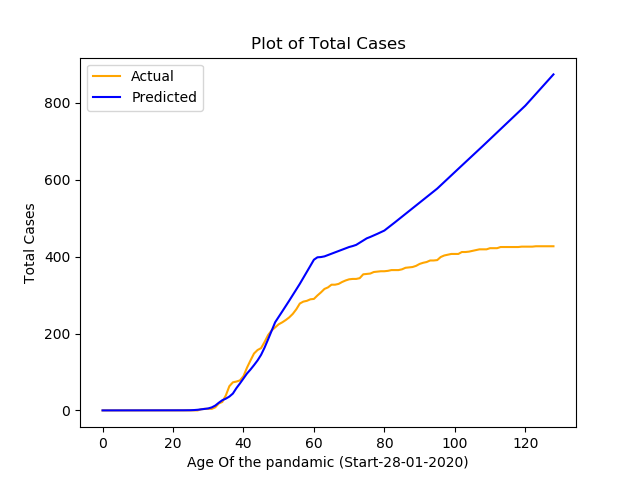 Plot of Total Cases
Actual
Predicted
Total Cases
800
600
400
200
0
0 20 40 60 80 100 120
Age Of the pandamic (Start-28-01-2020)